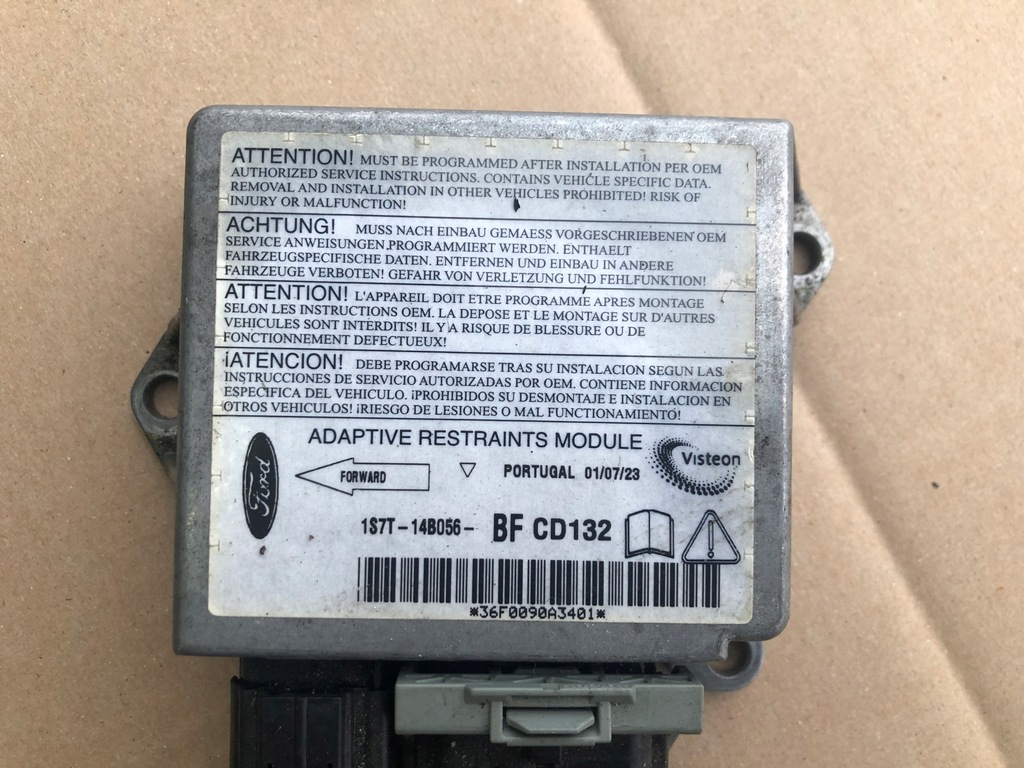 ATTENTION! MUST BE PROGRAMMED AFTER INSTALLATION PER OEM
AUTHORIZED SERVICE INSTRUCTIONS. CONTAINS VEHICLE SPECIFIC DATA.
REMOVAL AND INSTALLATION IN OTHER VEHICLES PROHIBITED! RISK OF
INJURY OR MALFUNCTION!
ACHTUNG! MUSS NACH EINBAU GEMAESS VORGESCHRIEBENEN OEM
SERVICE ANWEISUNGEN PROGRAMMIERT WERDEN. ENTHAELT
FAHRZEUGSPECIFISCHE DATEN. ENTFERNEN UND EINBAU IN ANDERE
FAHRZEUGE VERBOTEN! GEFAHR VON VERLETZUNG UND FEHLFUNKTION!
ATTENTION! L'APPAREIL DOIT ETRE PROGRAMME APRES MONTAGE
SELON LES INSTRUCTIONS OEM. LA DEPOSE ET LE MONTAGE SUR D'AUTRES
VEHICULES SONT INTERDITS! IL Y A RISQUE DE BLESSURE OU DE
FONCTIONNEMENT DEFECTUEUX!
¡ATENCION! DEBE PROGRAMARSE TRAS SU INSTALACION SEGUN LAS
INSTRUCCIONES DE SERVICIO AUTORIZADAS POR OEM. CONTIENE INFORMACION
ESPECIFICA DEL VEHICULO. ¡PROHIBIDOS SU DESMONTAJE E INSTALACION EN
OTROS VEHICULOS! ¡RIESGO DE LESIONES O MAL FUNCTIONAMIENTO!
ADAPTIVE RESTRAINTS MODULE
Ford
FORWARD
PORTUGAL 01/07/23
Visteon
1S7T-14B056- BF CD132
*36F0090A3401*